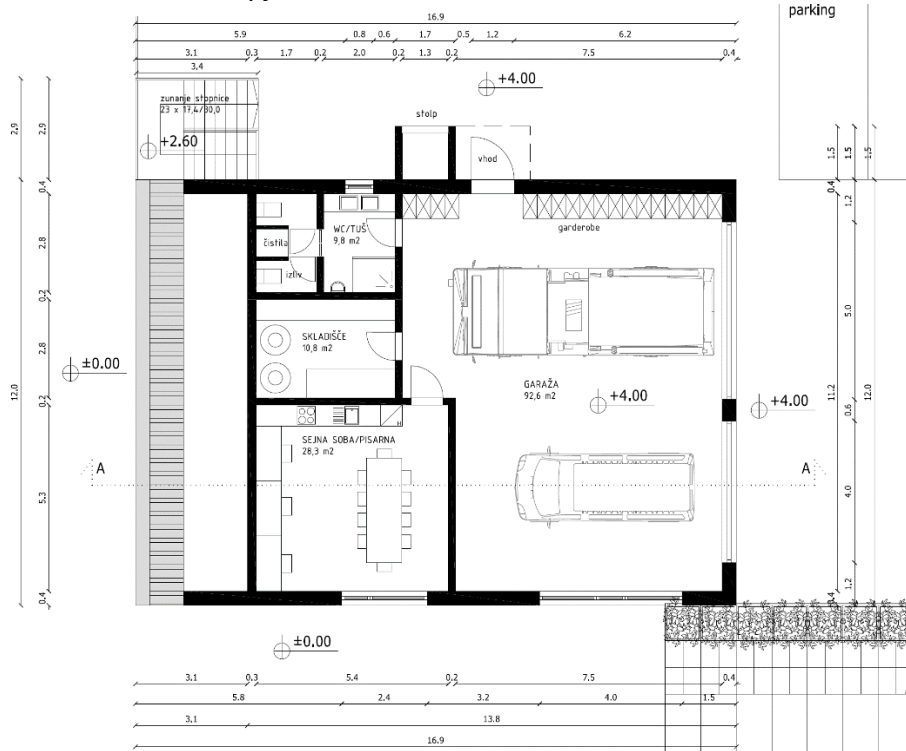 16.9
parking
5.9 0.8 0.6 1.7 0.5 1.2 6.2
3.1 0.3 1.7 0.2 2.0 0.2 1.3 0.2 7.5 0.4
3.4
+4.00
zunanje stopnice
23 x 17,4/30,0
stolp
2.9 2.9
+2.60
vhod
1.5 1.5 1.5
0.4 0.4
WC/TUŠ
9,8 m2
garderobe
1.2
čistila
2.8
izliv
0.2
5.0
SKLADIŠČE
10,8 m2
2.8
±0.00
GARAŽA
92,6 m2
+4.00
+4.00
12.0 0.2 11.2 0.6 12.0
H
SEJNA SOBA/PISARNA
28,3 m2
A A
5.3 4.0
1.2
0.4 0.4
±0.00
3.1 0.3 5.4 0.2 7.5 0.4
5.8 2.4 3.2 4.0 1.5
3.1 13.8
16.9